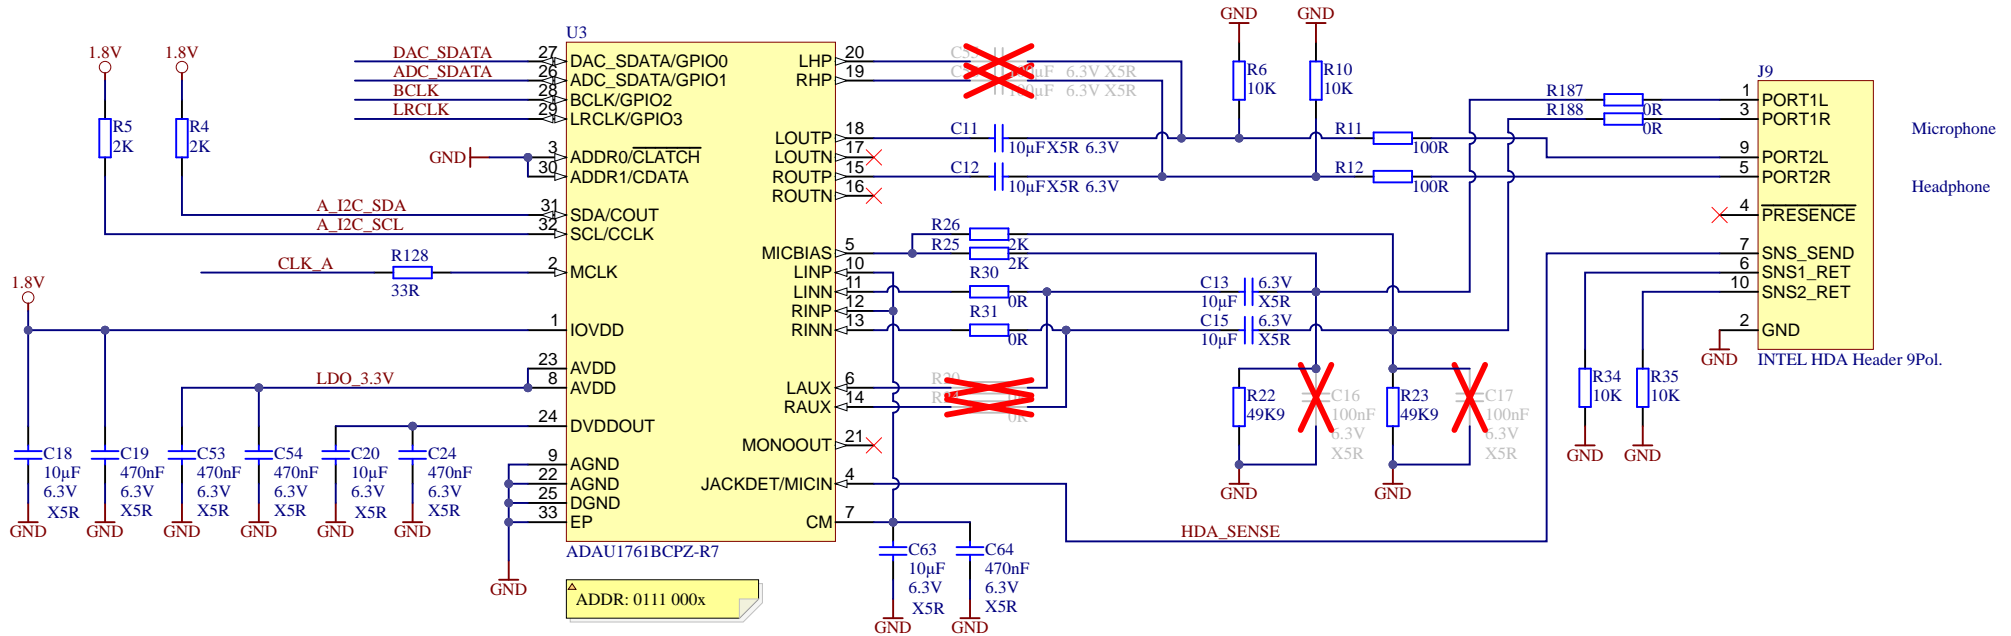 U3
1.8V
1.8V
DAC_SDATA
ADC_SDATA
BCLK
LRCLK
27
26
28
29
DAC_SDATA/GPIO0
ADC_SDATA/GPIO1
BCLK/GPIO2
LRCLK/GPIO3
R5
2K
R4
2K
GND
3
30
ADDR0/CLATCH
ADDR1/CDATA
A_I2C_SDA
A_I2C_SCL
31
32
SDA/COUT
SCL/CCLK
CLK_A
R128
33R
2
MCLK
1.8V
1
IOVDD
LDO_3.3V
23
8
AVDD
AVDD
24
DVDDOUT
9
22
25
33
AGND
AGND
DGND
EP
C18
10µF
6.3V
X5R
GND
C19
470nF
6.3V
X5R
GND
C53
470nF
6.3V
X5R
GND
C54
470nF
6.3V
X5R
GND
C20
10µF
6.3V
X5R
GND
C24
470nF
6.3V
X5R
GND
GND
ADAU1761BCPZ-R7
ADDR: 0111 000x
LHP
RHP
20
19
6.3V X5R
6.3V X5R
LOUTP
LOUTN
ROUTP
ROUTN
18
17
15
16
C11
10µF X5R 6.3V
C12
10µF X5R 6.3V
GND
R6
10K
GND
R10
10K
R11
100R
R12
100R
MICBIAS
LINP
LINN
RINP
RINN
5
10
11
12
13
R26
2K
R25
2K
R30
0R
R31
0R
C13
10µF
6.3V
X5R
C15
10µF
6.3V
X5R
LAUX
RAUX
6
14
MONOOUT
21
JACKDET/MICIN
4
CM
7
R22
49K9
GND
C16
100nF
6.3V
X5R
R23
49K9
GND
C17
100nF
6.3V
X5R
HDA_SENSE
C63
10µF
6.3V
X5R
GND
C64
470nF
6.3V
X5R
GND
R187
0R
R188
0R
J9
1
3
9
5
4
7
6
10
2
PORT1L
PORT1R
PORT2L
PORT2R
PRESENCE
SNS_SEND
SNS1_RET
SNS2_RET
GND
GND
INTEL HDA Header 9Pol.
R34
10K
GND
R35
10K
GND
Microphone
Headphone